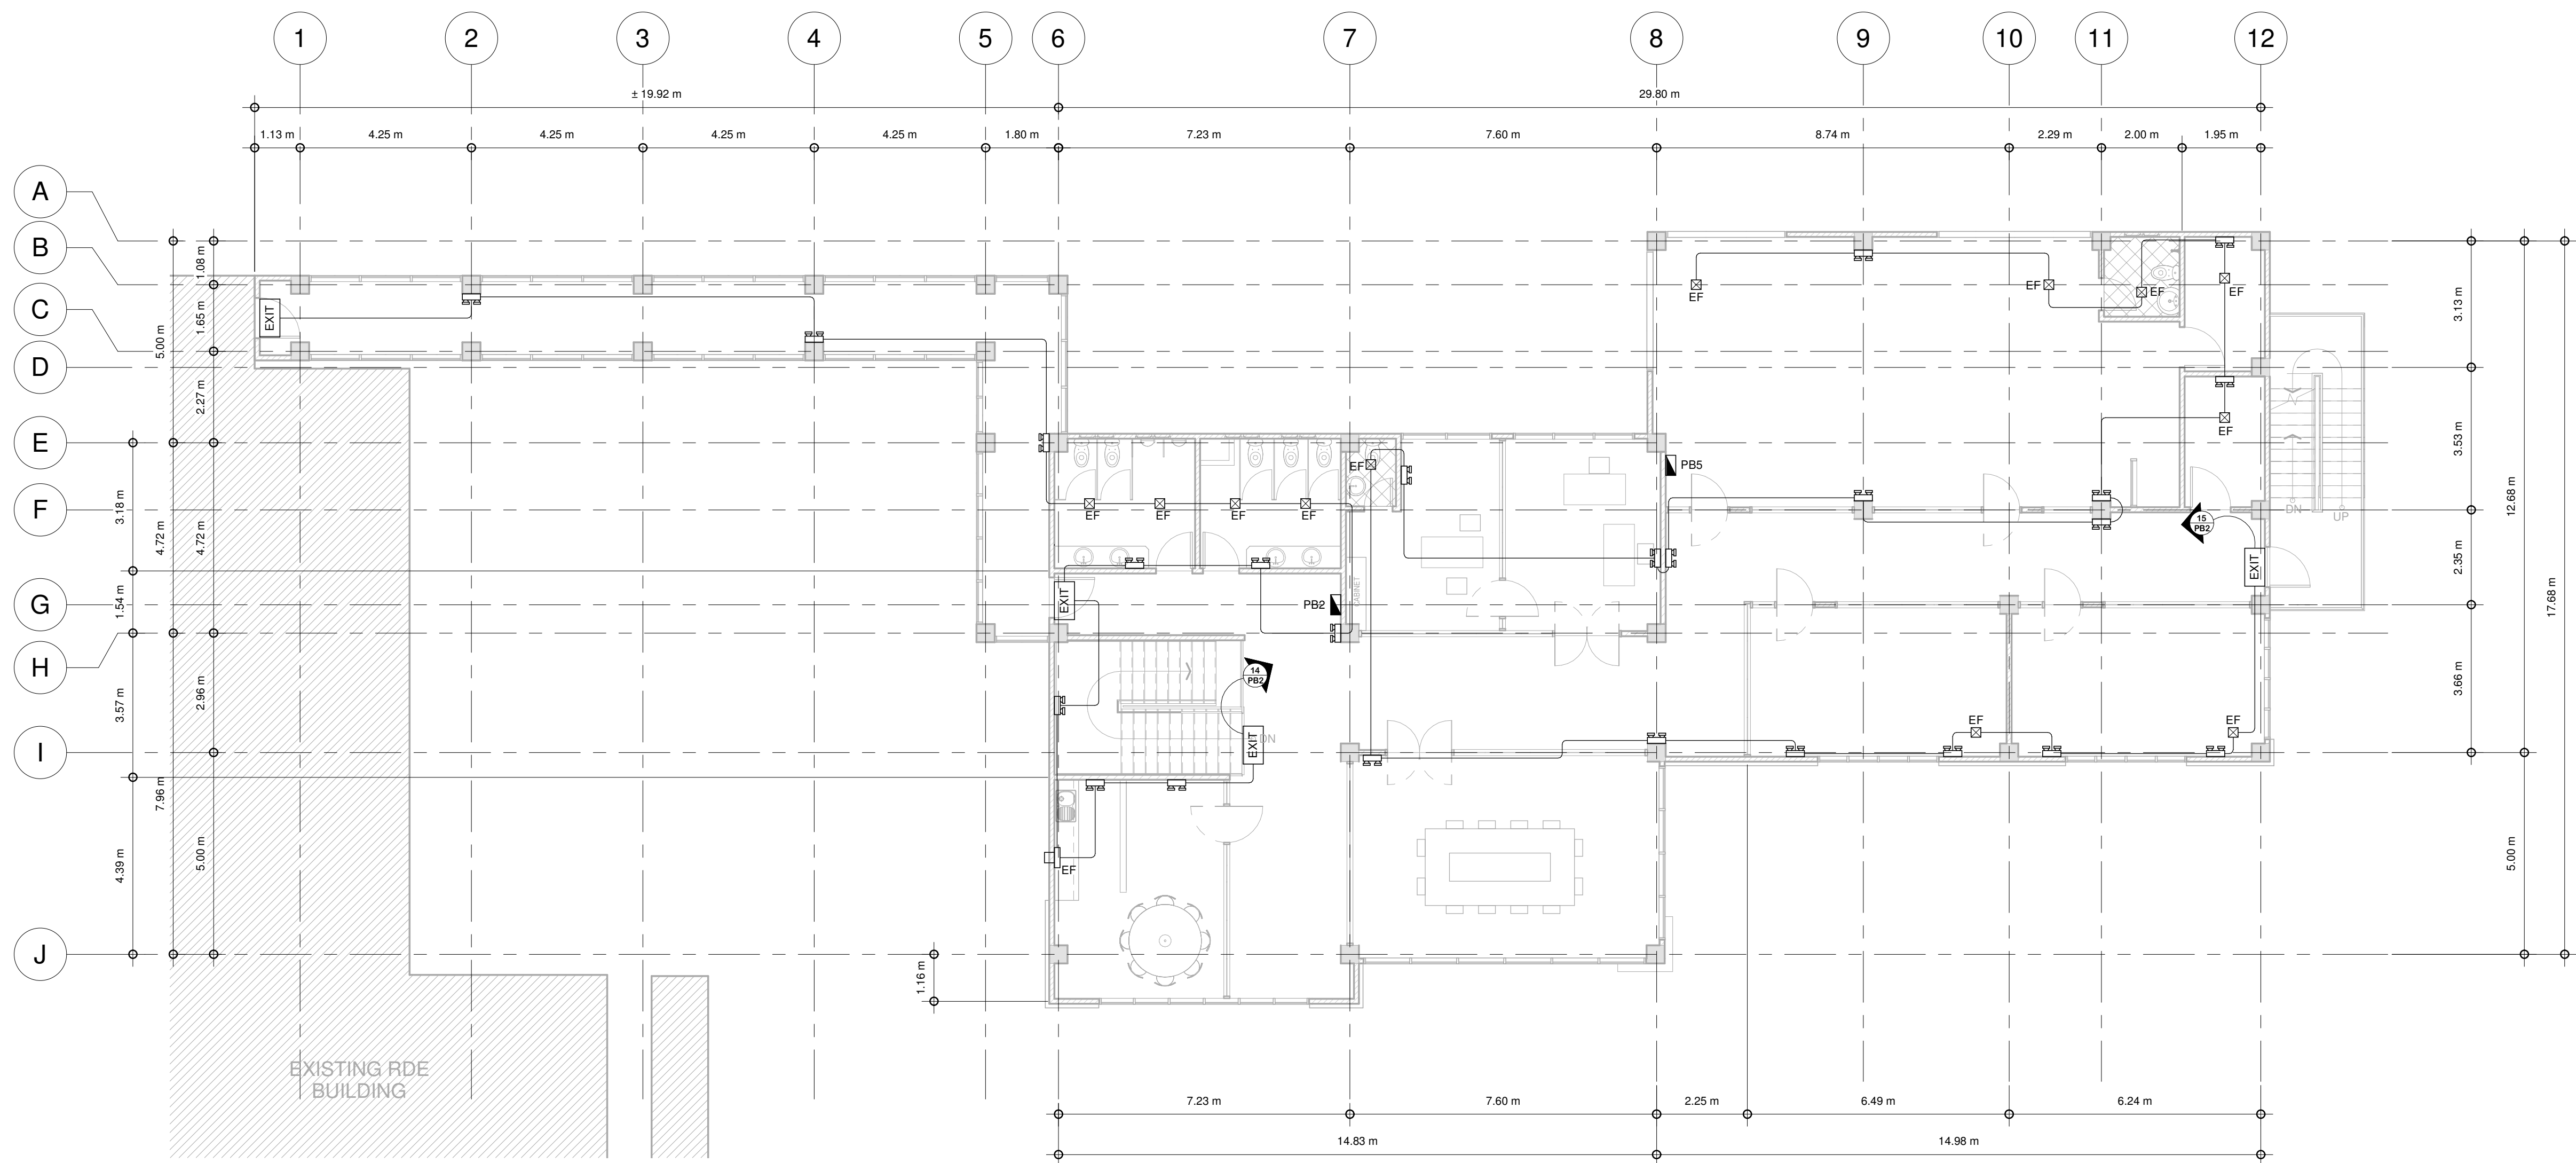 1 2 3 4 5 6 7 8 9 10 11 12
± 19.92 m 29.80 m
1.13 m 4.25 m 4.25 m 4.25 m 4.25 m 1.80 m 7.23 m 7.60 m 8.74 m 2.29 m 2.00 m 1.95 m
A
B
C
D
E
F
G
H
I
J
1.08 m
1.65 m
2.27 m
4.72 m
2.96 m
5.00 m
5.00 m
4.72 m
7.96 m
3.18 m
1.54 m
3.57 m
4.39 m
1.16 m
EXIT
EF
EF
EF
EF
EF
EF
EF
PB5
EF
EF
EF
EF
EF
DN
UP
15
PB2
EXIT
EXIT
PB2
CABINET
14
PB2
EXIT
DN
EF
EF
EF
3.13 m
3.53 m
2.35 m
3.66 m
12.68 m
5.00 m
17.68 m
EXISTING RDE
BUILDING
7.23 m 7.60 m 2.25 m 6.49 m 6.24 m
14.83 m 14.98 m